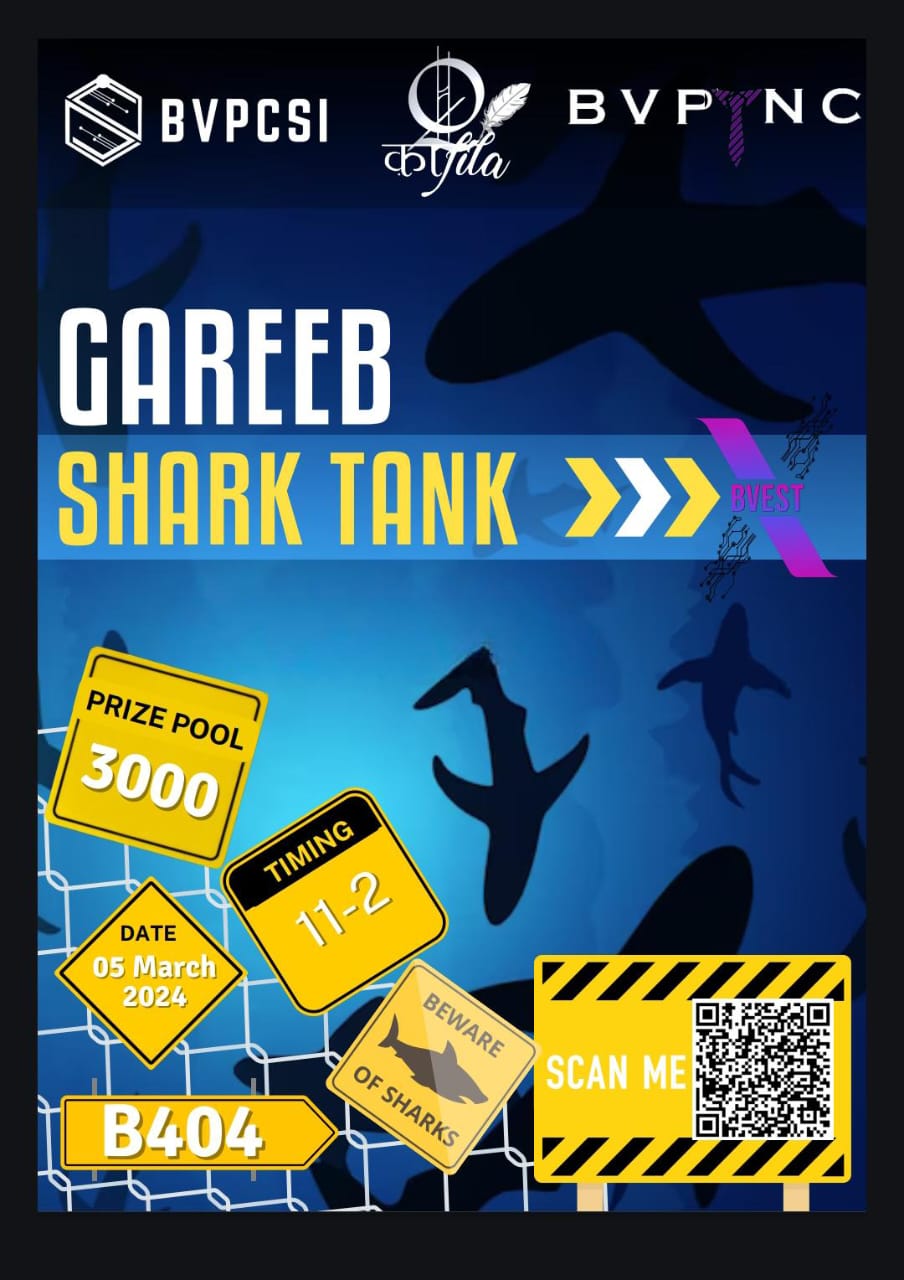 BVPCSI
काfila
BVPYNC
GAREEB
SHARK TANK
BVEST
PRIZE POOL
3000
TIMING
11-2
DATE
05 March
2024
BEWARE
OF SHARKS
B404
SCAN ME